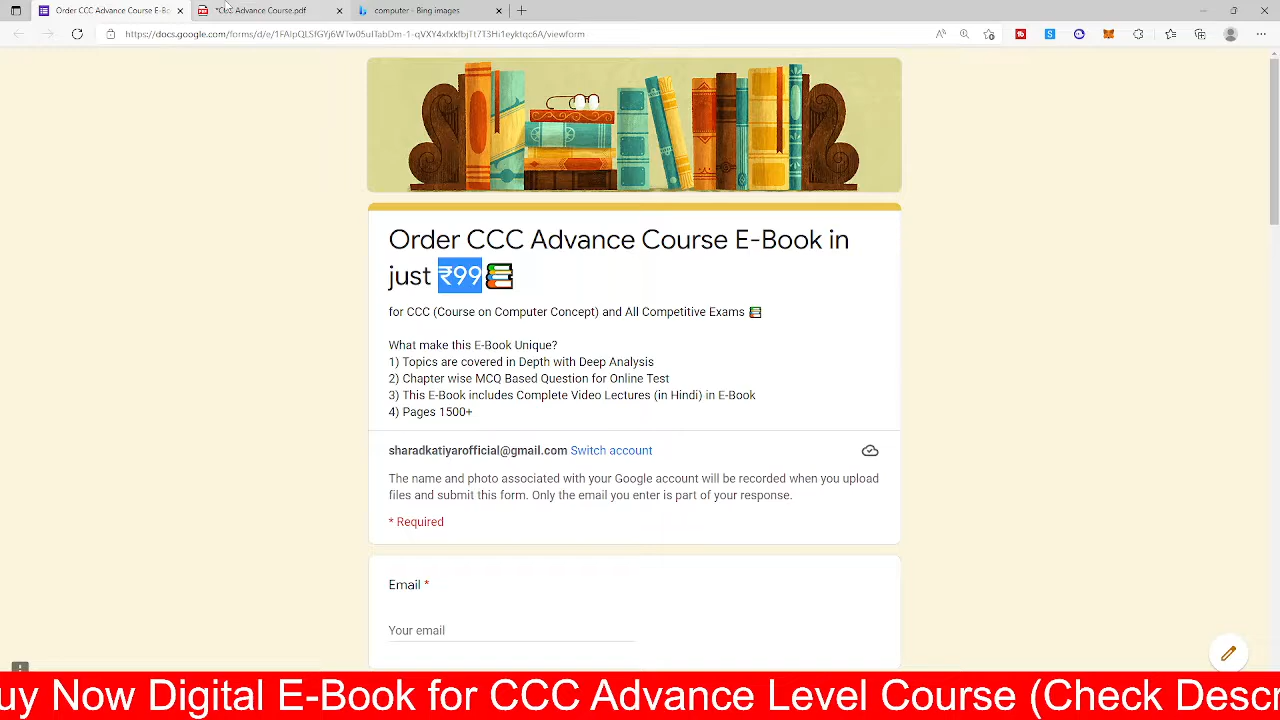 Order CCC Advance Course E-Bo
*CCC Advance Course.pdf
computer - Bing images
Order CCC Advance Course E-Book in
just ₹99📚
for CCC (Course on Computer Concept) and All Competitive Exams 📚
What make this E-Book Unique?
1) Topics are covered in Depth with Deep Analysis
2) Chapter wise MCQ Based Question for Online Test
3) This E-Book includes Complete Video Lectures (in Hindi) in E-Book
4) Pages 1500+
sharadkatiyarofficial@gmail.com Switch account
The name and photo associated with your Google account will be recorded when you upload
files and submit this form. Only the email you enter is part of your response.
* Required
Email *
Your email
uy Now Digital E-Book for CCC Advance Level Course (Check Descr